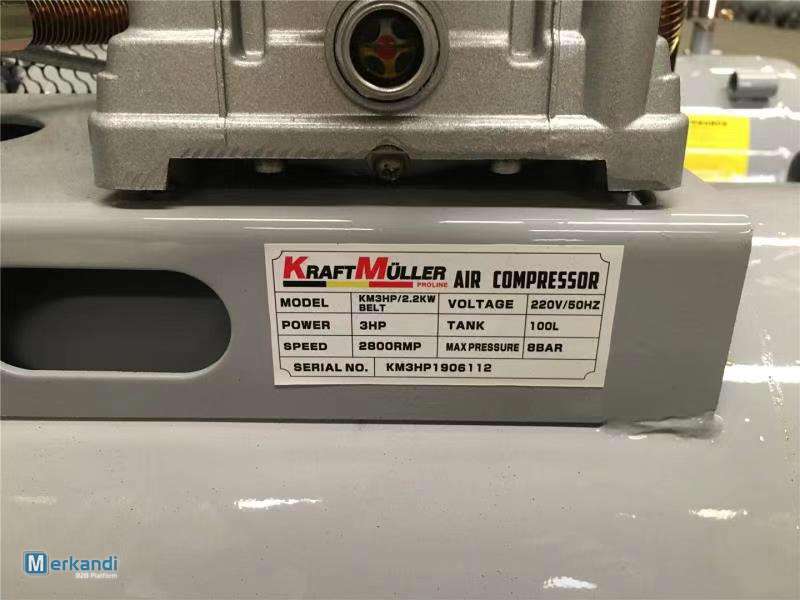 KRAFTMÜLLER AIR COMPRESSOR
PROLINE
MODEL KM3HP/2.2KW BELT VOLTAGE 220V/50HZ
POWER 3HP TANK 100L
SPEED 2800RMP MAX PRESSURE 8BAR
SERIAL NO. KM3HP1906112
Merkandi
B2B Platform